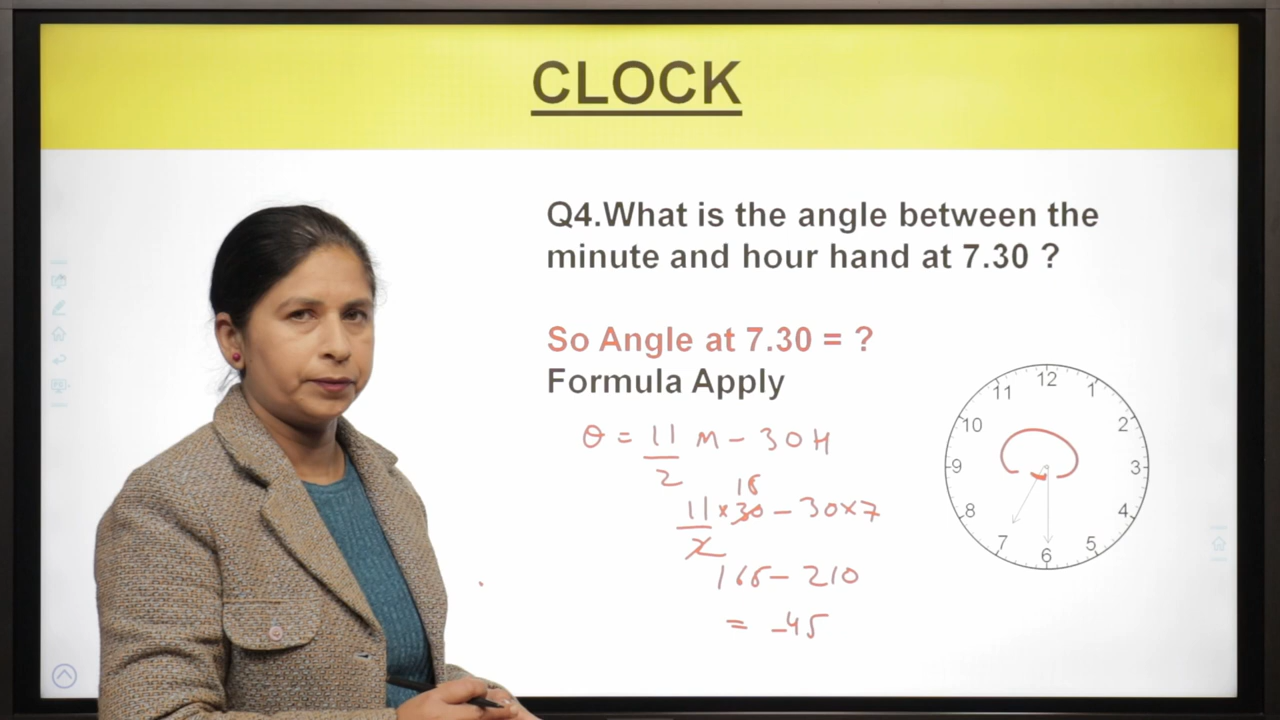 CLOCK
Q4.What is the angle between the
minute and hour hand at 7.30 ?
So Angle at 7.30 = ?
Formula Apply
θ = 11/2 M - 30H
15
11/2 × 30 - 30×7
165 - 210
= -45
12
11
1
10
2
9
3
8
4
7
5
6